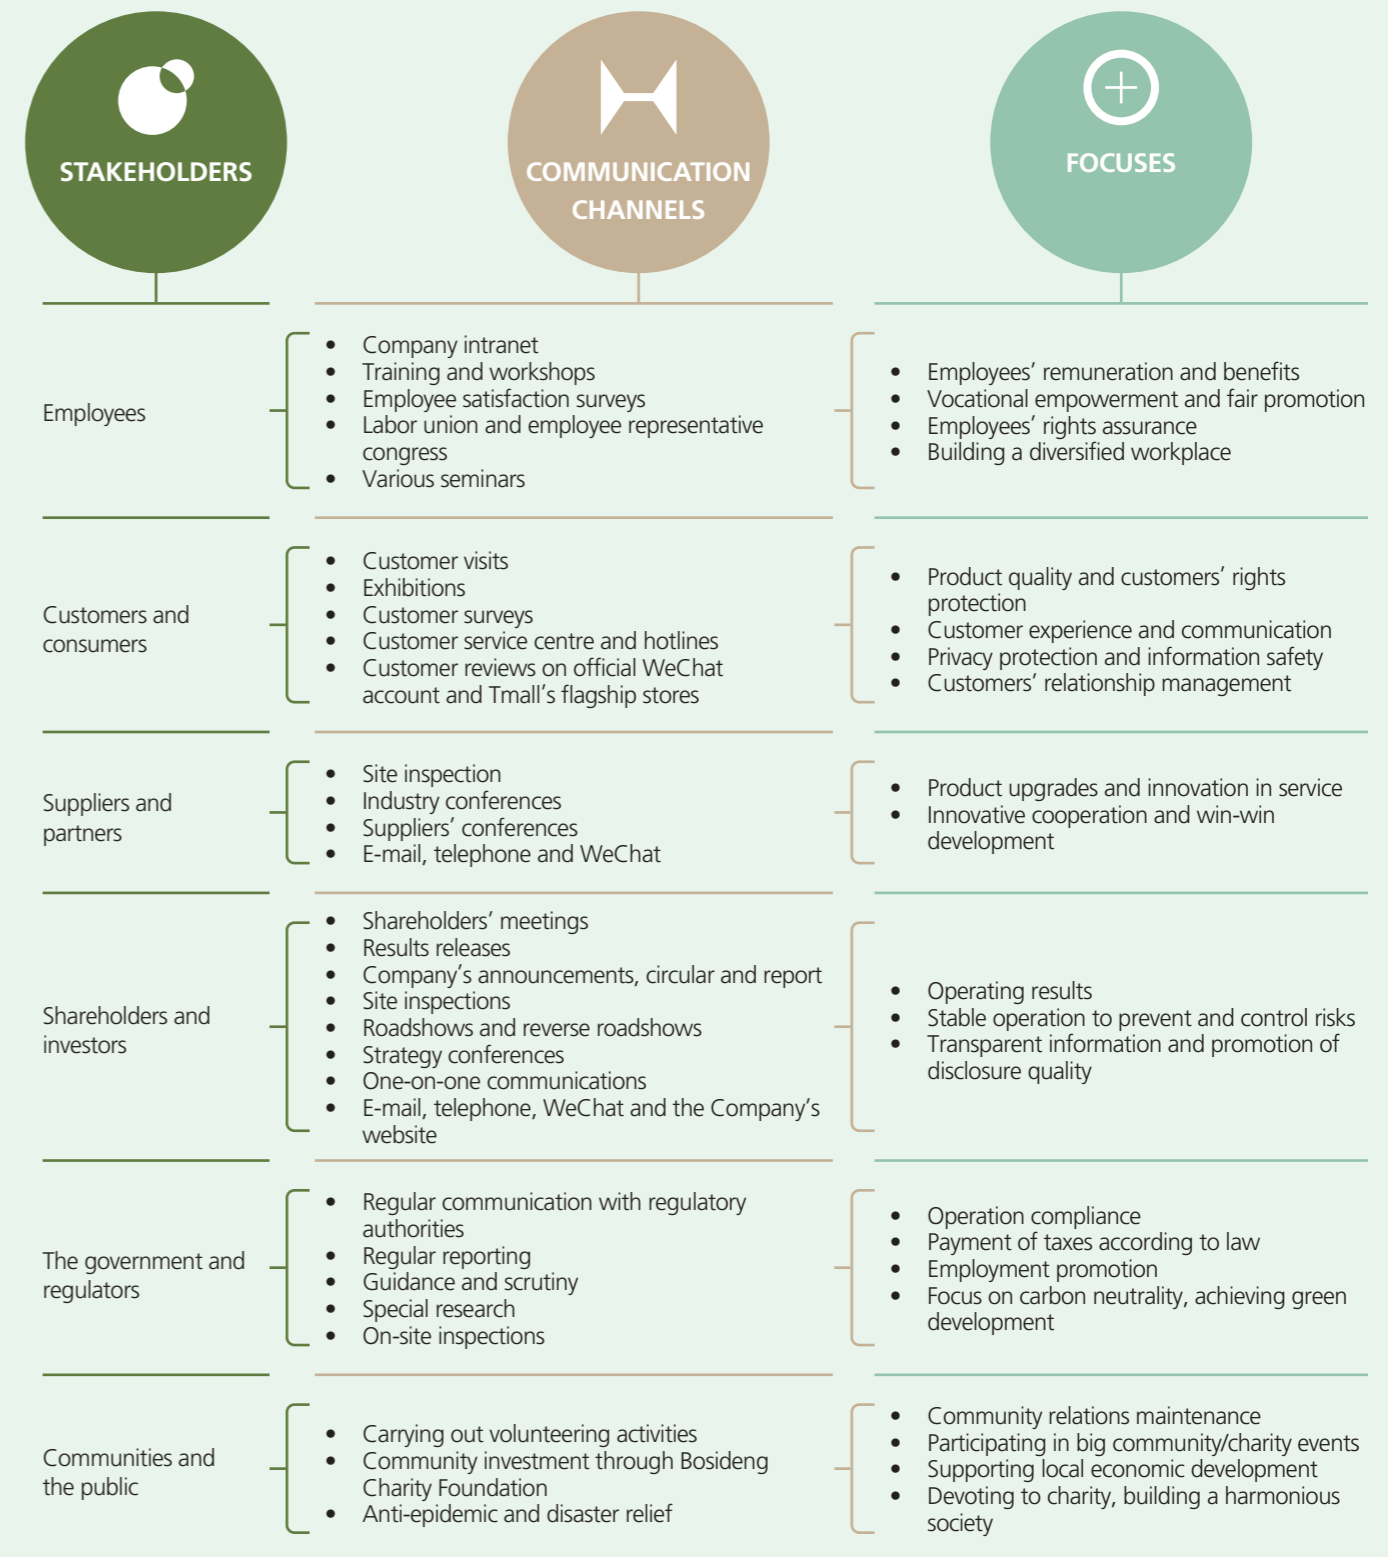 STAKEHOLDERS
COMMUNICATION
CHANNELS
FOCUSES
Employees
• Company intranet
• Training and workshops
• Employee satisfaction surveys
• Labor union and employee representative
congress
• Various seminars
• Employees’ remuneration and benefits
• Vocational empowerment and fair promotion
• Employees’ rights assurance
• Building a diversified workplace
Customers and
consumers
• Customer visits
• Exhibitions
• Customer surveys
• Customer service centre and hotlines
• Customer reviews on official WeChat
account and Tmall’s flagship stores
• Product quality and customers’ rights
protection
• Customer experience and communication
• Privacy protection and information safety
• Customers’ relationship management
Suppliers and
partners
• Site inspection
• Industry conferences
• Suppliers’ conferences
• E-mail, telephone and WeChat
• Product upgrades and innovation in service
• Innovative cooperation and win-win
development
Shareholders and
investors
• Shareholders’ meetings
• Results releases
• Company’s announcements, circular and report
• Site inspections
• Roadshows and reverse roadshows
• Strategy conferences
• One-on-one communications
• E-mail, telephone, WeChat and the Company’s
website
• Operating results
• Stable operation to prevent and control risks
• Transparent information and promotion of
disclosure quality
The government and
regulators
• Regular communication with regulatory
authorities
• Regular reporting
• Guidance and scrutiny
• Special research
• On-site inspections
• Operation compliance
• Payment of taxes according to law
• Employment promotion
• Focus on carbon neutrality, achieving green
development
Communities and
the public
• Carrying out volunteering activities
• Community investment through Bosideng
Charity Foundation
• Anti-epidemic and disaster relief
• Community relations maintenance
• Participating in big community/charity events
• Supporting local economic development
• Devoting to charity, building a harmonious
society